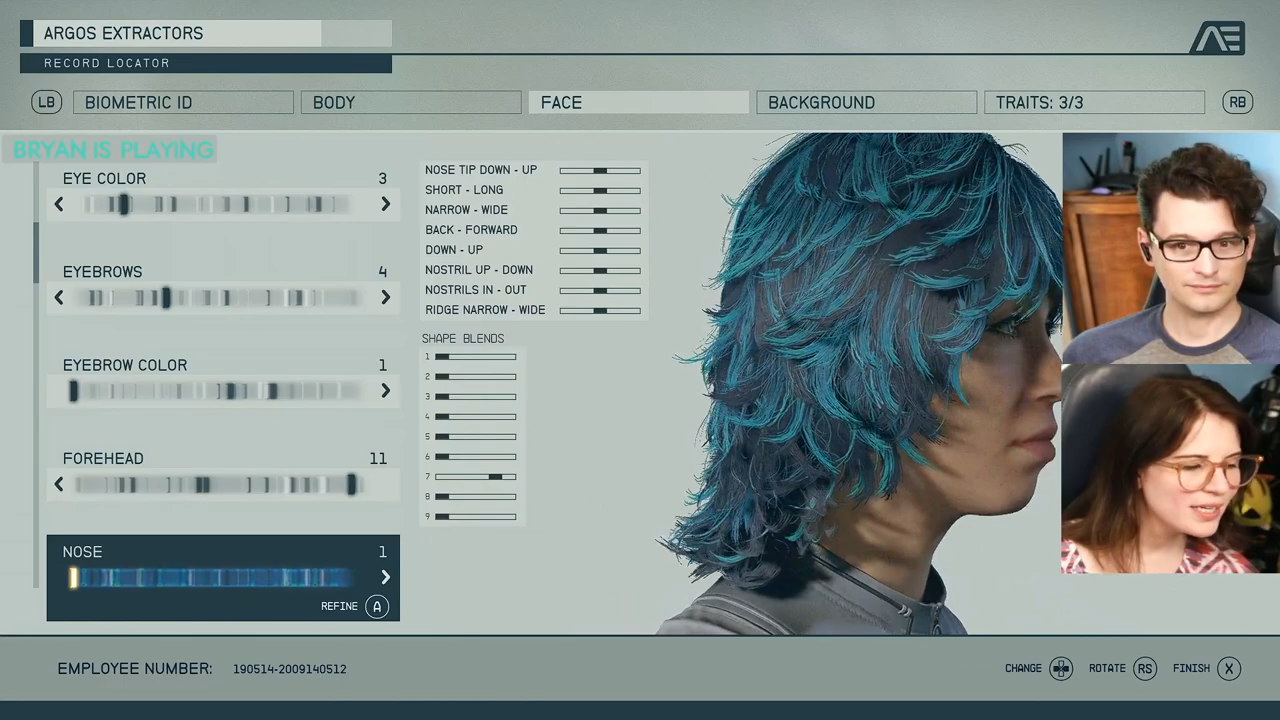 ARGOS EXTRACTORS
RECORD LOCATOR
AE
LB
BIOMETRIC ID
BODY
FACE
BACKGROUND
TRAITS: 3/3
RB
BRYAN IS PLAYING
EYE COLOR 3
EYEBROWS 4
EYEBROW COLOR 1
FOREHEAD 11
NOSE 1
REFINE A
NOSE TIP DOWN - UP
SHORT - LONG
NARROW - WIDE
BACK - FORWARD
DOWN - UP
NOSTRIL UP - DOWN
NOSTRILS IN - OUT
RIDGE NARROW - WIDE
SHAPE BLENDS
1
2
3
4
5
6
7
8
9
EMPLOYEE NUMBER: 190514-2009140512
CHANGE
ROTATE RS
FINISH X